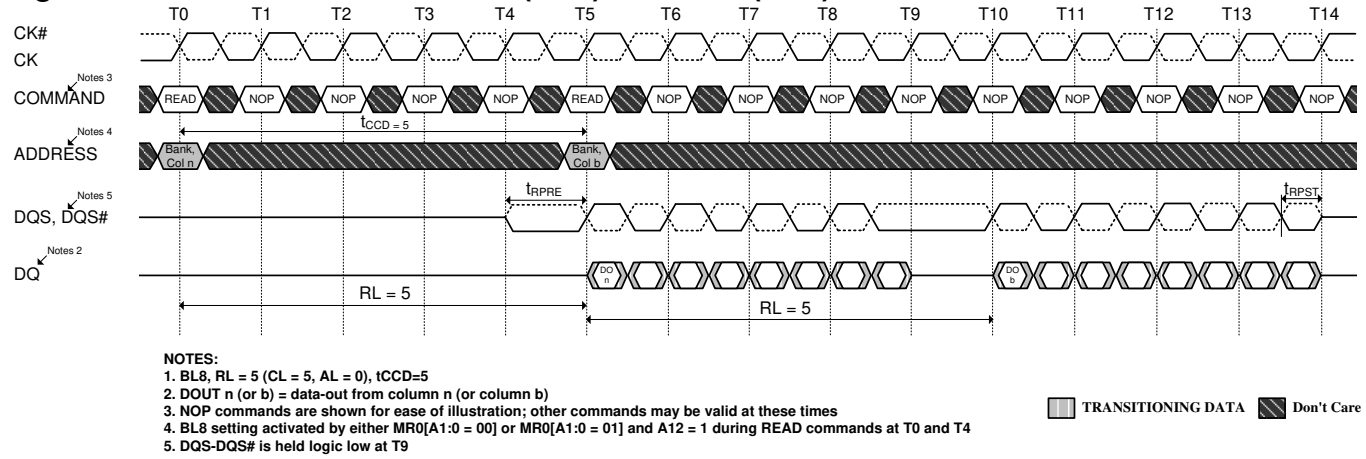 T0 T1 T2 T3 T4 T5 T6 T7 T8 T9 T10 T11 T12 T13 T14
CK#
CK
Notes 3
COMMAND READ NOP NOP NOP NOP READ NOP NOP NOP NOP NOP NOP NOP NOP NOP
tCCD = 5
Notes 4
ADDRESS
Bank, Col n
Bank, Col b
tRPRE
tRPST
Notes 5
DQS, DQS#
Notes 2
DQ
DO n
DO b
RL = 5
RL = 5
NOTES:
1. BL8, RL = 5 (CL = 5, AL = 0), tCCD=5
2. DOUT n (or b) = data-out from column n (or column b)
3. NOP commands are shown for ease of illustration; other commands may be valid at these times
4. BL8 setting activated by either MR0[A1:0 = 00] or MR0[A1:0 = 01] and A12 = 1 during READ commands at T0 and T4
5. DQS-DQS# is held logic low at T9
TRANSITIONING DATA
Don't Care